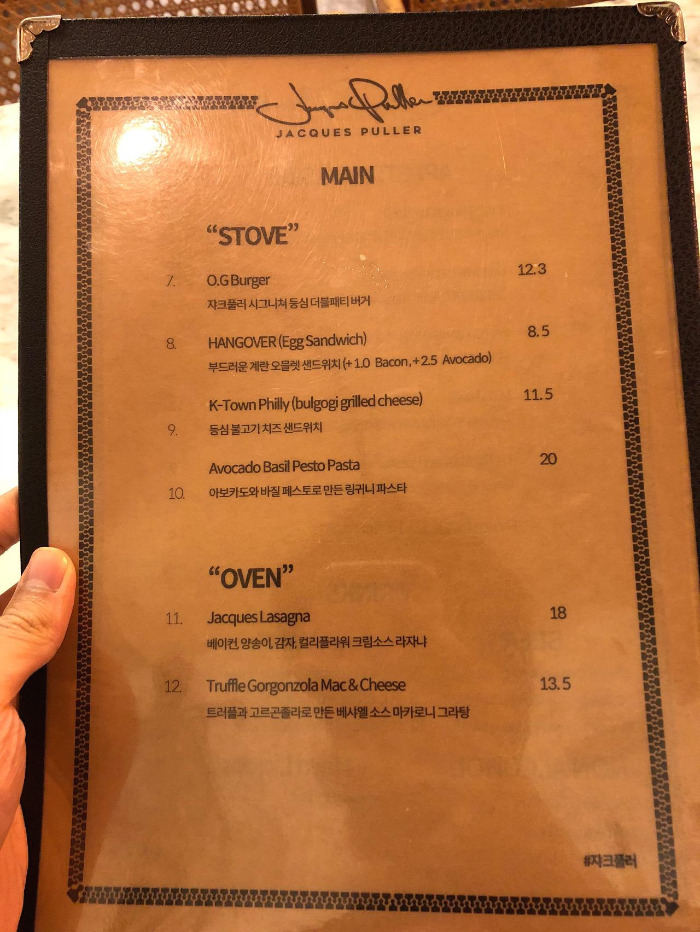 Jacques Puller
JACQUES PULLER
MAIN
“STOVE”
7. O.G Burger 12.3
쟈크풀러 시그니쳐 등심 더블패티 버거
8. HANGOVER (Egg Sandwich) 8.5
부드러운 계란 오믈렛 샌드위치 (+ 1.0 Bacon, + 2.5 Avocado)
K-Town Philly (bulgogi grilled cheese) 11.5
9. 등심 불고기 치즈 샌드위치
Avocado Basil Pesto Pasta 20
10. 아보카도와 바질 페스토로 만든 링귀니 파스타
“OVEN”
11. Jacques Lasagna 18
베이컨, 양송이, 감자, 컬리플라워 크림소스 라자냐
12. Truffle Gorgonzola Mac & Cheese 13.5
트러플과 고르곤졸라로 만든 베샤멜 소스 마카로니 그라탕
#쟈크풀러